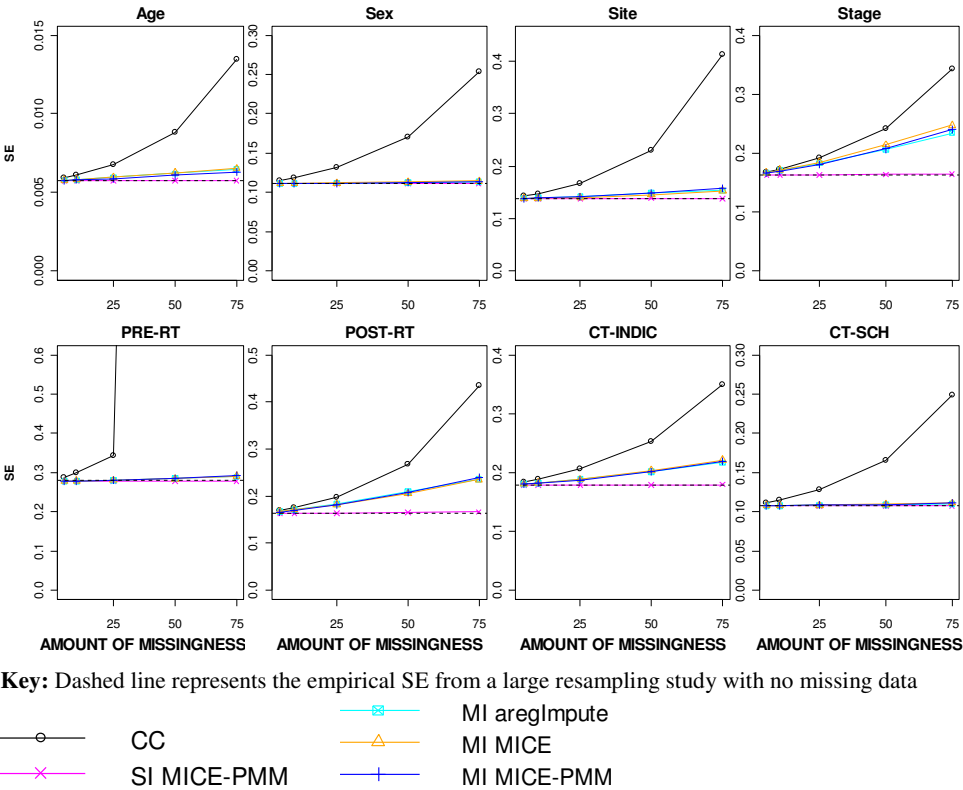 Age Sex Site Stage
SE
0.000 0.005 0.010 0.015
0.00 0.05 0.10 0.15 0.20 0.25 0.30
0.0 0.1 0.2 0.3 0.4
0.0 0.1 0.2 0.3 0.4
25 50 75 25 50 75 25 50 75 25 50 75
PRE-RT POST-RT CT-INDIC CT-SCH
SE
0.0 0.1 0.2 0.3 0.4 0.5 0.6
0.0 0.1 0.2 0.3 0.4 0.5
0.0 0.1 0.2 0.3 0.4
0.00 0.05 0.10 0.15 0.20 0.25 0.30
25 50 75 25 50 75 25 50 75 25 50 75
AMOUNT OF MISSINGNESS AMOUNT OF MISSINGNESS AMOUNT OF MISSINGNESS AMOUNT OF MISSINGNESS
Key: Dashed line represents the empirical SE from a large resampling study with no missing data
CC
SI MICE-PMM
MI aregImpute
MI MICE
MI MICE-PMM